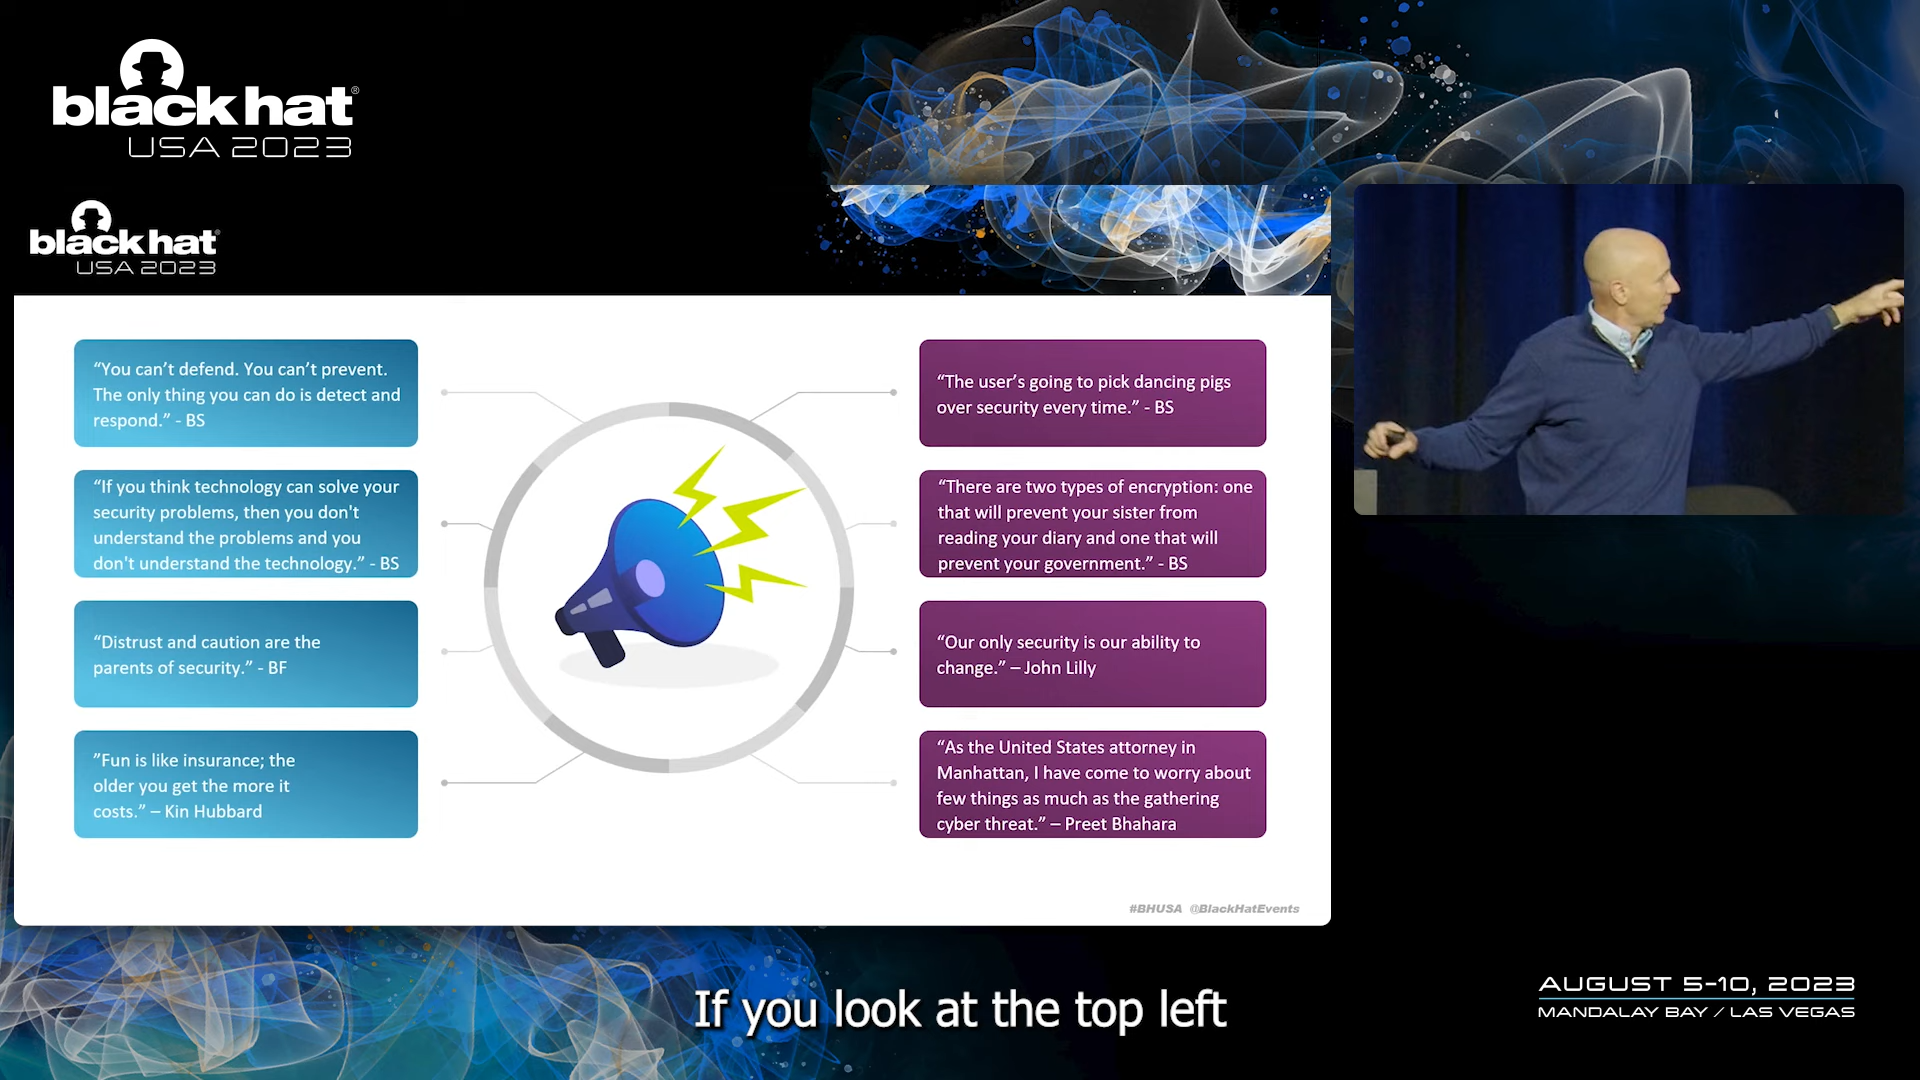 black hat®
USA 2023
black hat
USA 2023
“You can’t defend. You can’t prevent.
The only thing you can do is detect and
respond.” - BS
“If you think technology can solve your
security problems, then you don't
understand the problems and you
don't understand the technology.” - BS
“Distrust and caution are the
parents of security.” - BF
”Fun is like insurance; the
older you get the more it
costs.” – Kin Hubbard
“The user’s going to pick dancing pigs
over security every time.” - BS
“There are two types of encryption: one
that will prevent your sister from
reading your diary and one that will
prevent your government.” - BS
“Our only security is our ability to
change.” – John Lilly
“As the United States attorney in
Manhattan, I have come to worry about
few things as much as the gathering
cyber threat.” – Preet Bhahara
#BHUSA @BlackHatEvents
If you look at the top left
AUGUST 5-10, 2023
MANDALAY BAY / LAS VEGAS